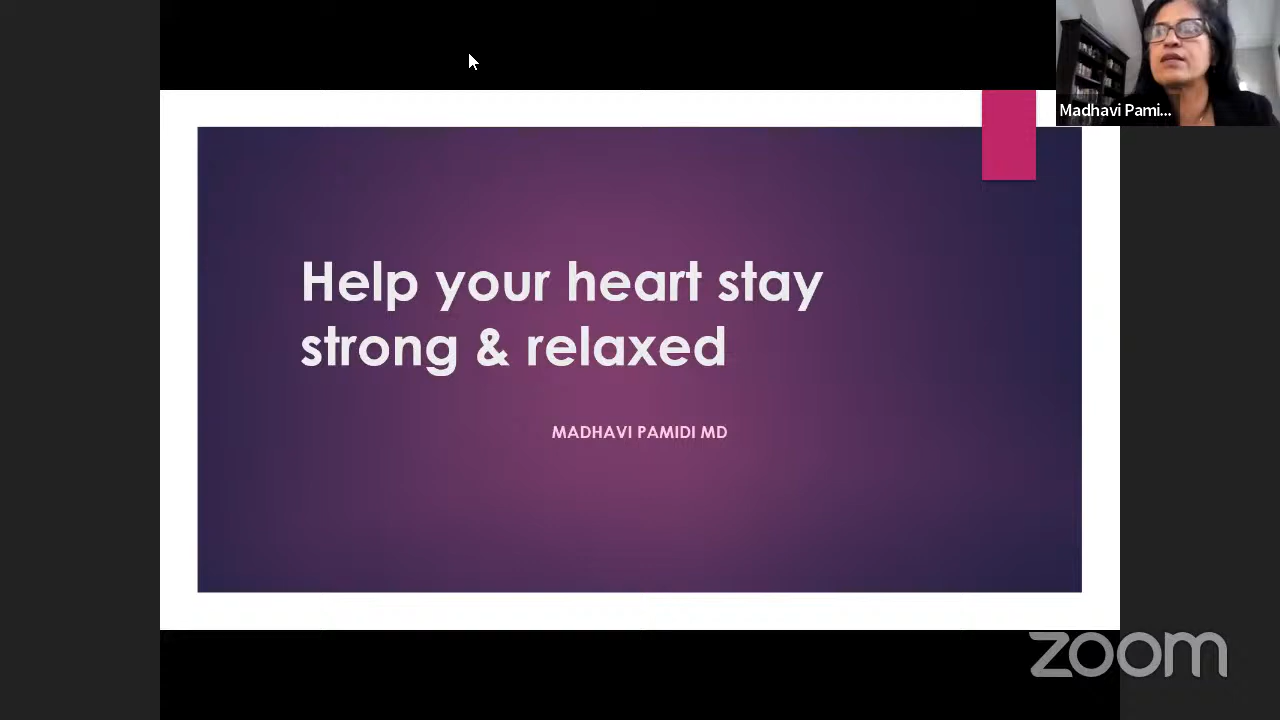 Madhavi Pami...
Help your heart stay
strong & relaxed
MADHAVI PAMIDI MD
zoom